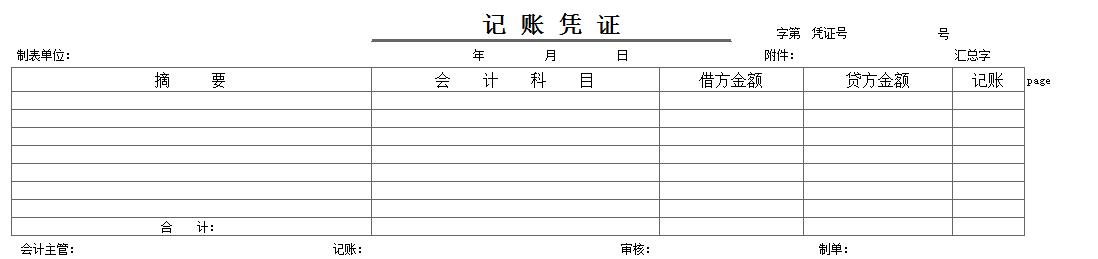 记 账 凭 证
字第 凭证号 号
制表单位： 年 月 日 附件： 汇总字
摘 要 会 计 科 目 借方金额 贷方金额 记账 page
合 计：
会计主管： 记账： 审核： 制单：